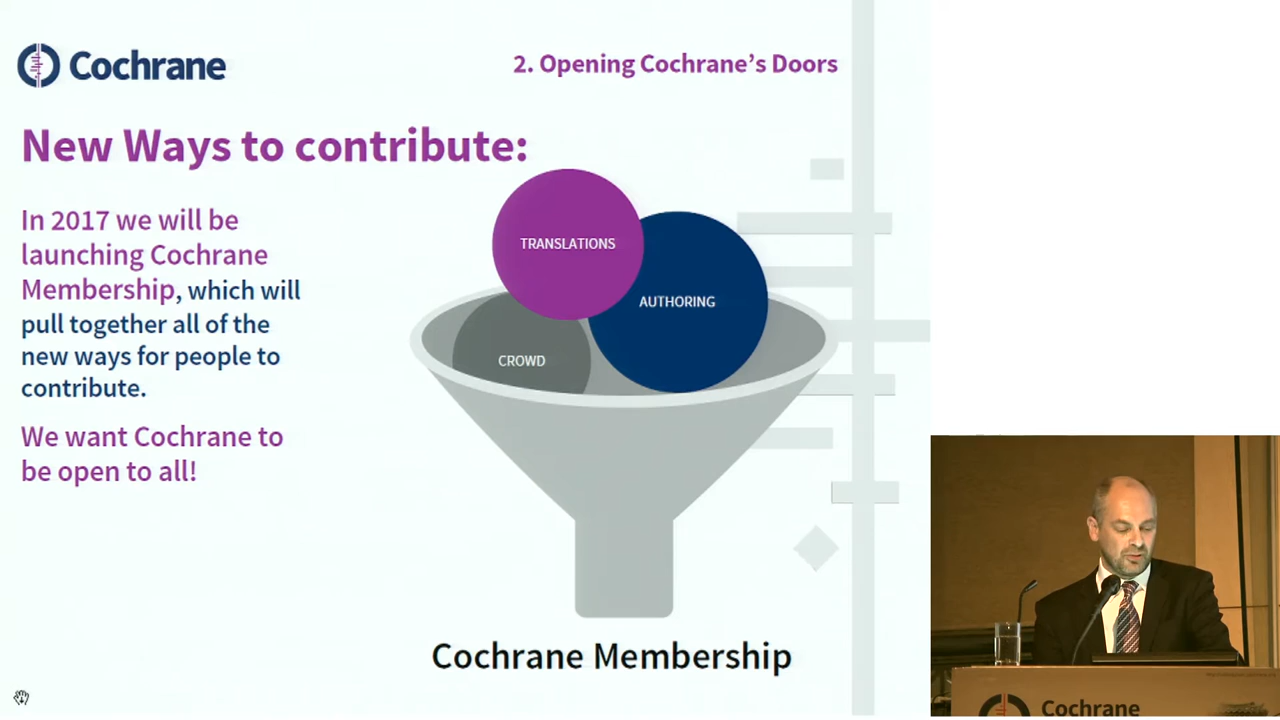 Cochrane
2. Opening Cochrane's Doors
New Ways to contribute:
In 2017 we will be
launching Cochrane
Membership, which will
pull together all of the
new ways for people to
contribute.
We want Cochrane to
be open to all!
TRANSLATIONS
AUTHORING
CROWD
Cochrane Membership
Cochrane